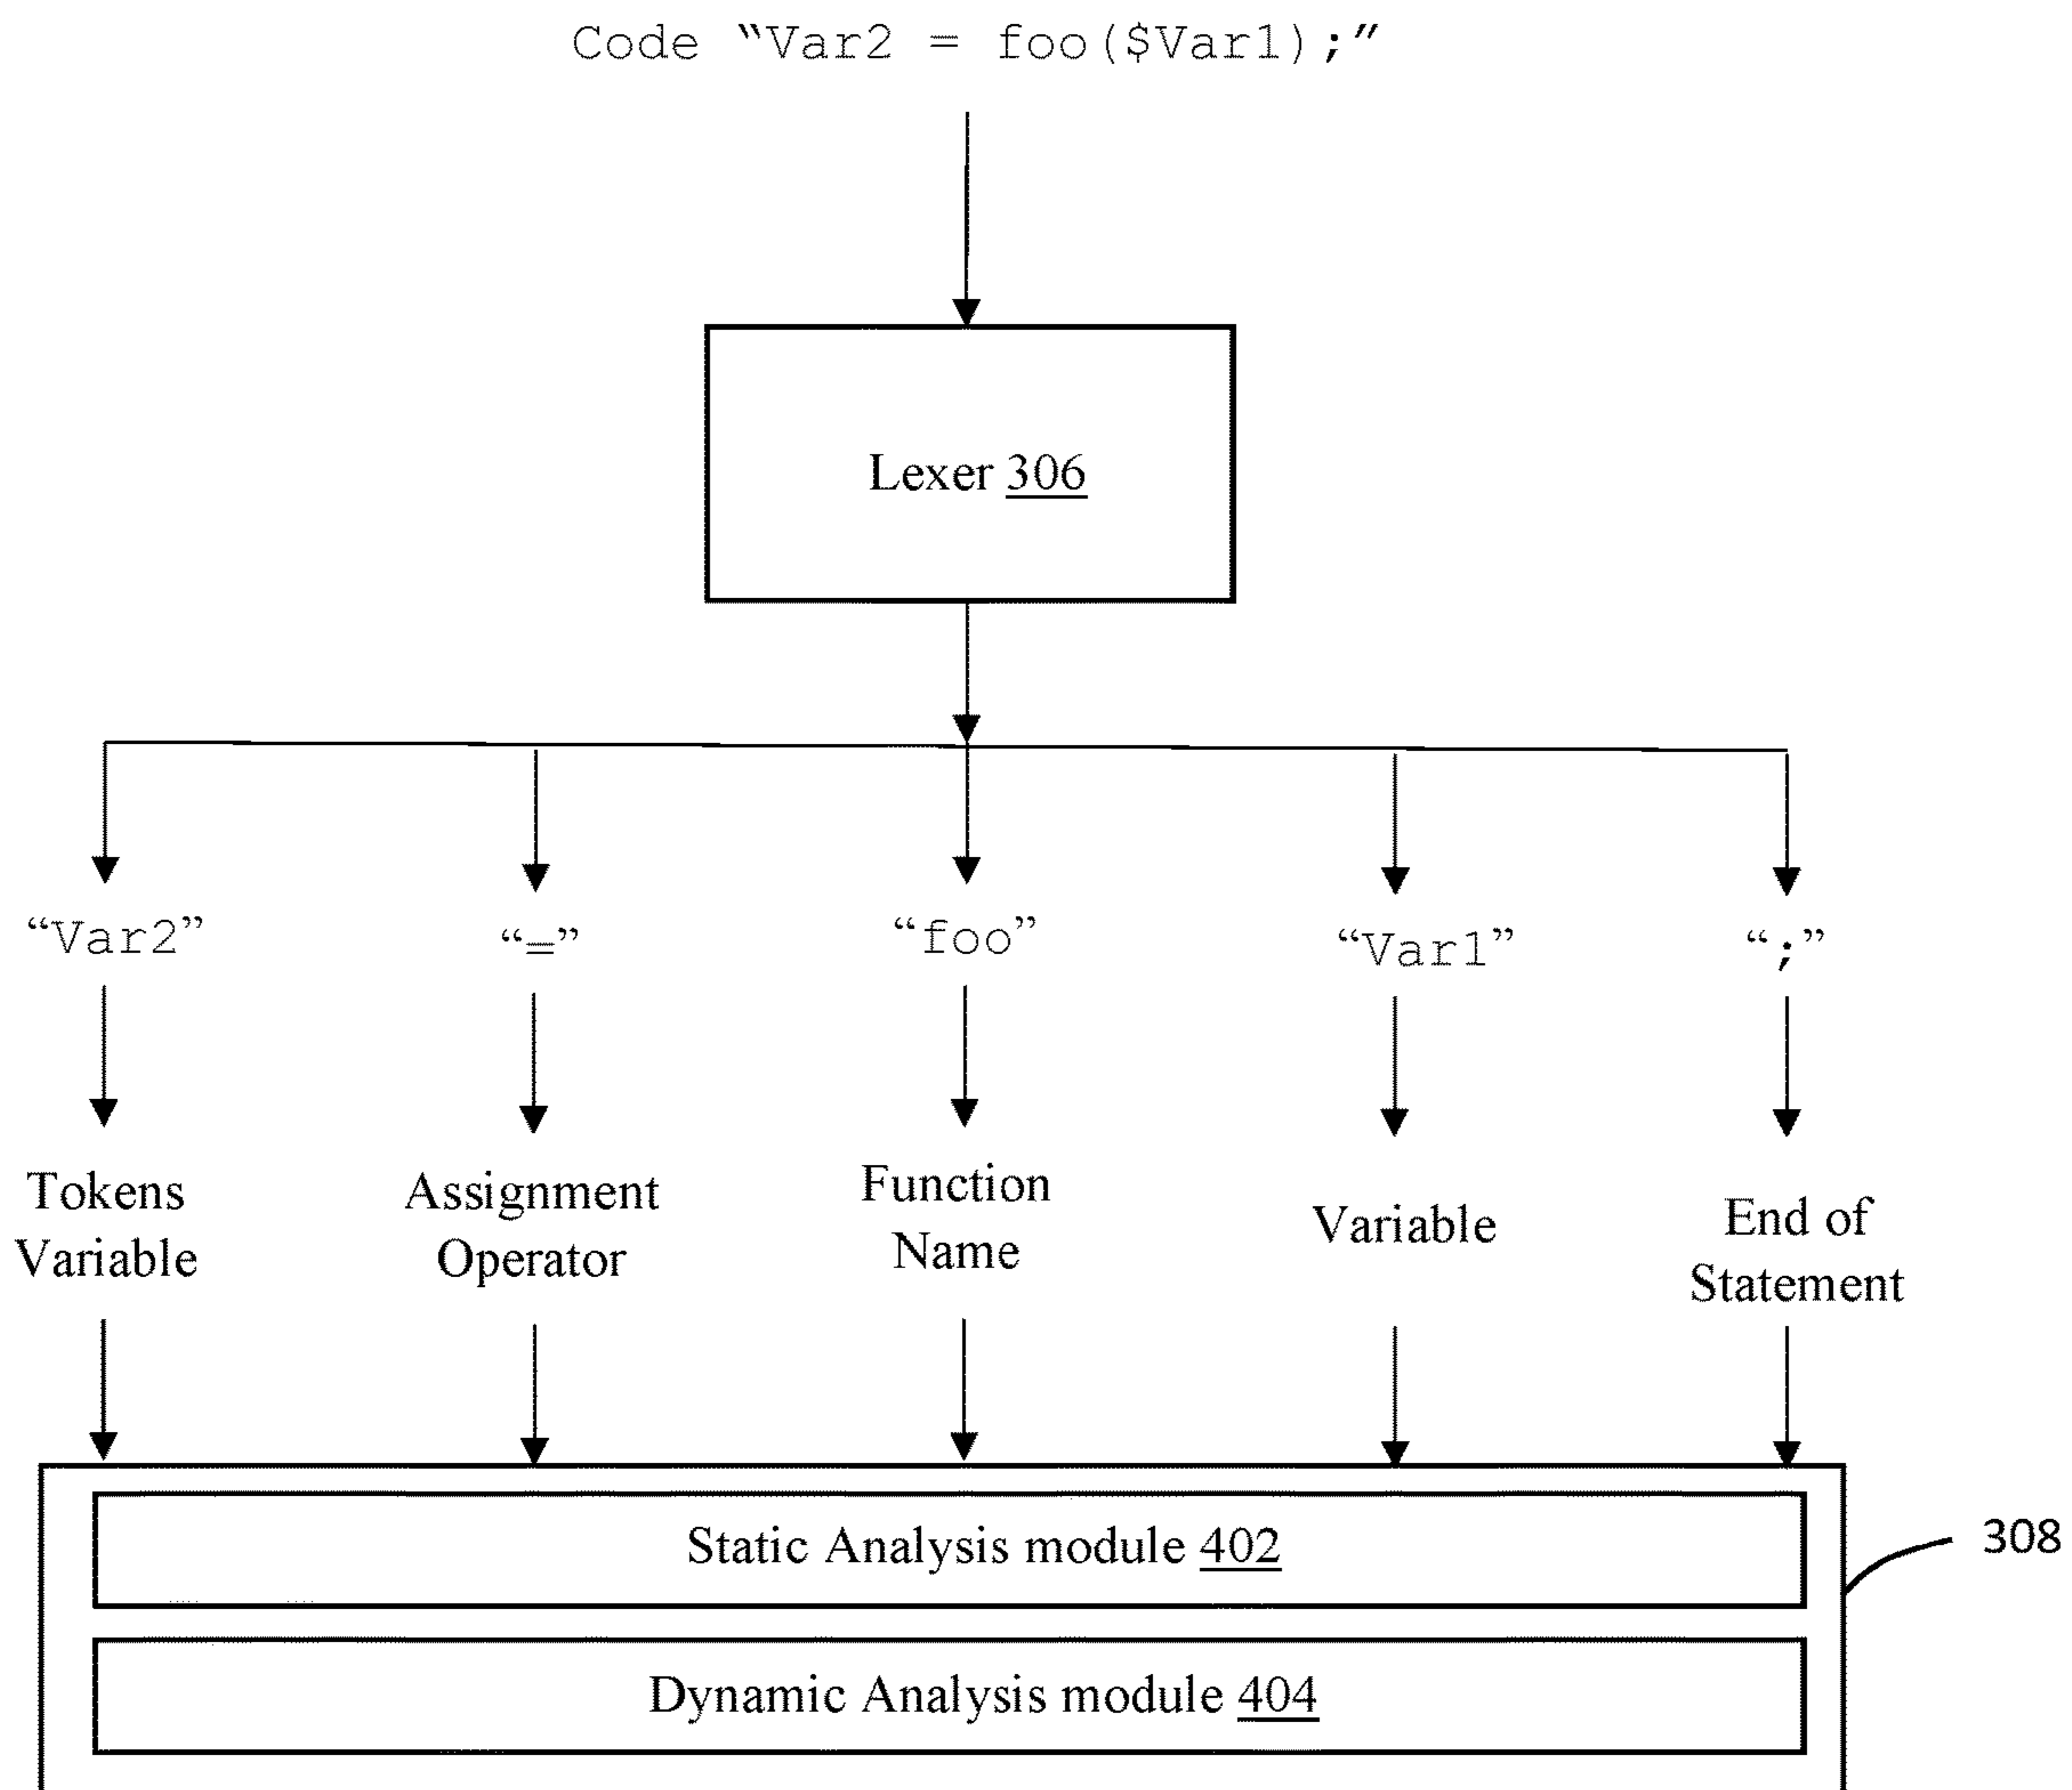 Code “Var2 = foo($Var1);”
Lexer 306
“Var2” “=” “foo” “Var1” “;”
Tokens
Variable
Assignment
Operator
Function
Name
Variable
End of
Statement
Static Analysis module 402
308
Dynamic Analysis module 404